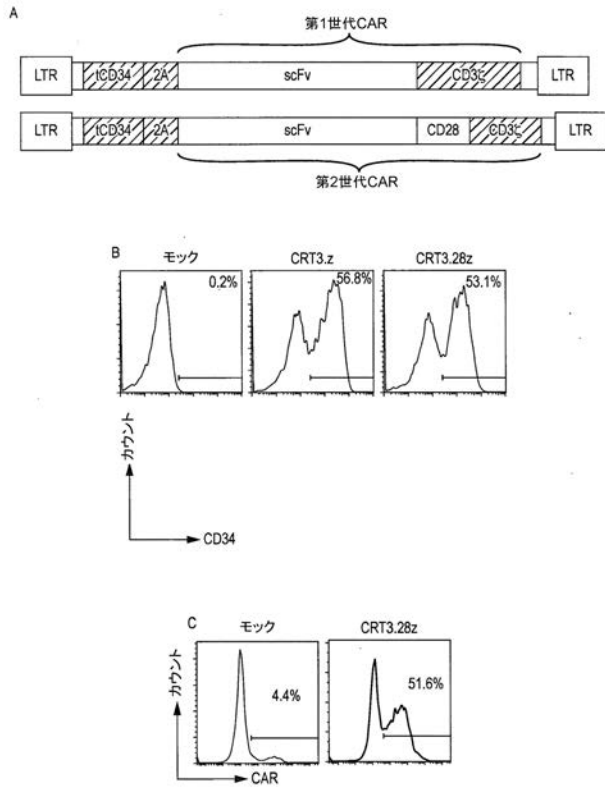 A
第1世代CAR
LTR tCD34 2A scFv CD3ζ LTR
LTR tCD34 2A scFv CD28 CD3ζ LTR
第2世代CAR
B
モック CRT3.z CRT3.28z
0.2% 56.8% 53.1%
カウント
CD34
C
モック CRT3.28z
4.4% 51.6%
カウント
CAR